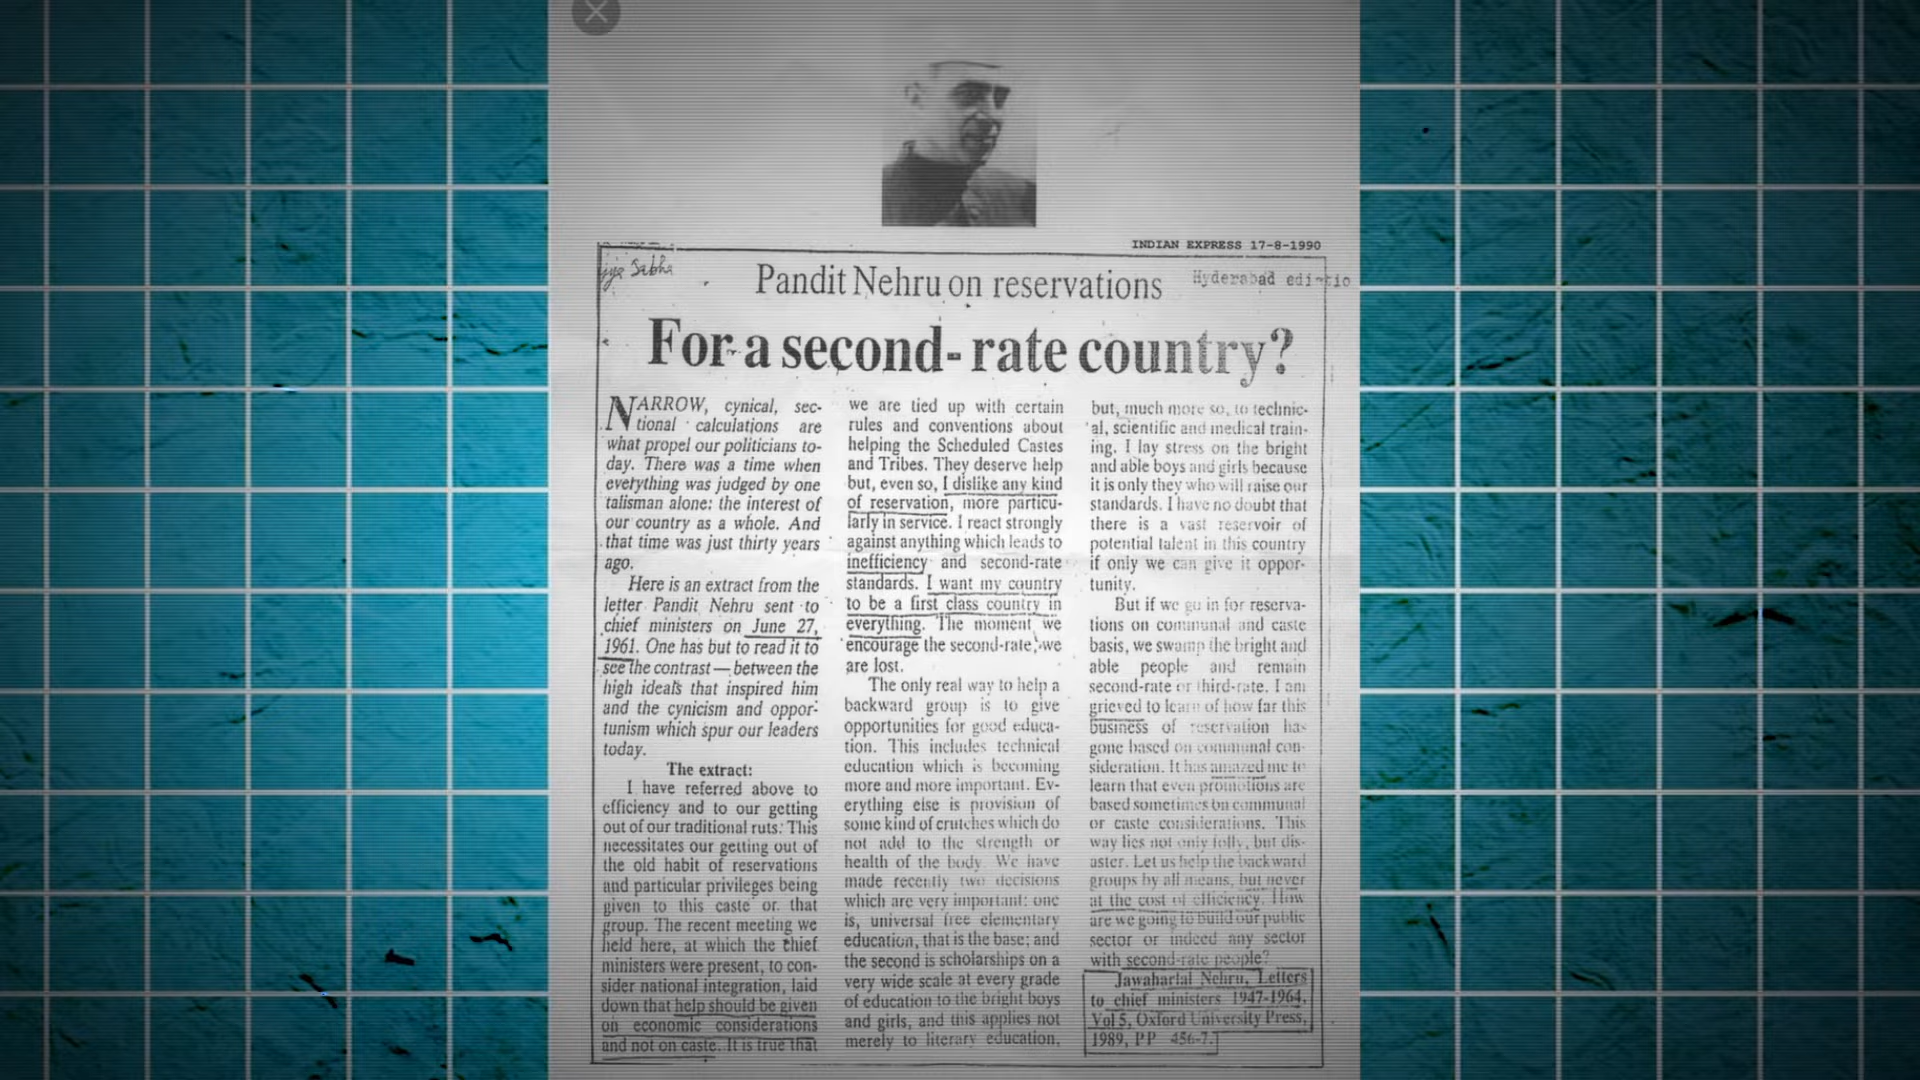 INDIAN EXPRESS 17-8-1990
Sabha
Pandit Nehru on reservations
Hyderabad editio
For a second-rate country?
NARROW, cynical, sec-
tional calculations are
what propel our politicians to-
day. There was a time when
everything was judged by one
talisman alone: the interest of
our country as a whole. And
that time was just thirty years
ago.
Here is an extract from the
letter Pandit Nehru sent to
chief ministers on June 27,
1961. One has but to read it to
see the contrast — between the
high ideals that inspired him
and the cynicism and oppor-
tunism which spur our leaders
today.
The extract:
I have referred above to
efficiency and to our getting
out of our traditional ruts. This
necessitates our getting out of
the old habit of reservations
and particular privileges being
given to this caste or that
group. The recent meeting we
held here, at which the chief
ministers were present, to con-
sider national integration, laid
down that help should be given
on economic considerations
and not on caste. It is true that
we are tied up with certain
rules and conventions about
helping the Scheduled Castes
and Tribes. They deserve help
but, even so, I dislike any kind
of reservation, more particu-
larly in service. I react strongly
against anything which leads to
inefficiency and second-rate
standards. I want my country
to be a first class country in
everything. The moment we
encourage the second-rate, we
are lost.
The only real way to help a
backward group is to give
opportunities for good educa-
tion. This includes technical
education which is becoming
more and more important. Ev-
erything else is provision of
some kind of crutches which do
not add to the strength or
health of the body. We have
made recently two decisions
which are very important: one
is, universal free elementary
education, that is the base; and
the second is scholarships on a
very wide scale at every grade
of education to the bright boys
and girls, and this applies not
merely to literary education,
but, much more so, to technic-
al, scientific and medical train-
ing. I lay stress on the bright
and able boys and girls because
it is only they who will raise our
standards. I have no doubt that
there is a vast reservoir of
potential talent in this country
if only we can give it oppor-
tunity.
But if we go in for reserva-
tions on communal and caste
basis, we swamp the bright and
able people and remain
second-rate or third-rate. I am
grieved to learn of how far this
business of reservation has
gone based on communal con-
sideration. It has amazed me to
learn that even promotions are
based sometimes on communal
or caste considerations. This
way lies not only folly, but dis-
aster. Let us help the backward
groups by all means, but never
at the cost of efficiency. How
are we going to build our public
sector or indeed any sector
with second-rate people?
Jawaharlal Nehru, Letters
to chief ministers 1947-1964,
Vol 5, Oxford University Press,
1989, PP 456-7.